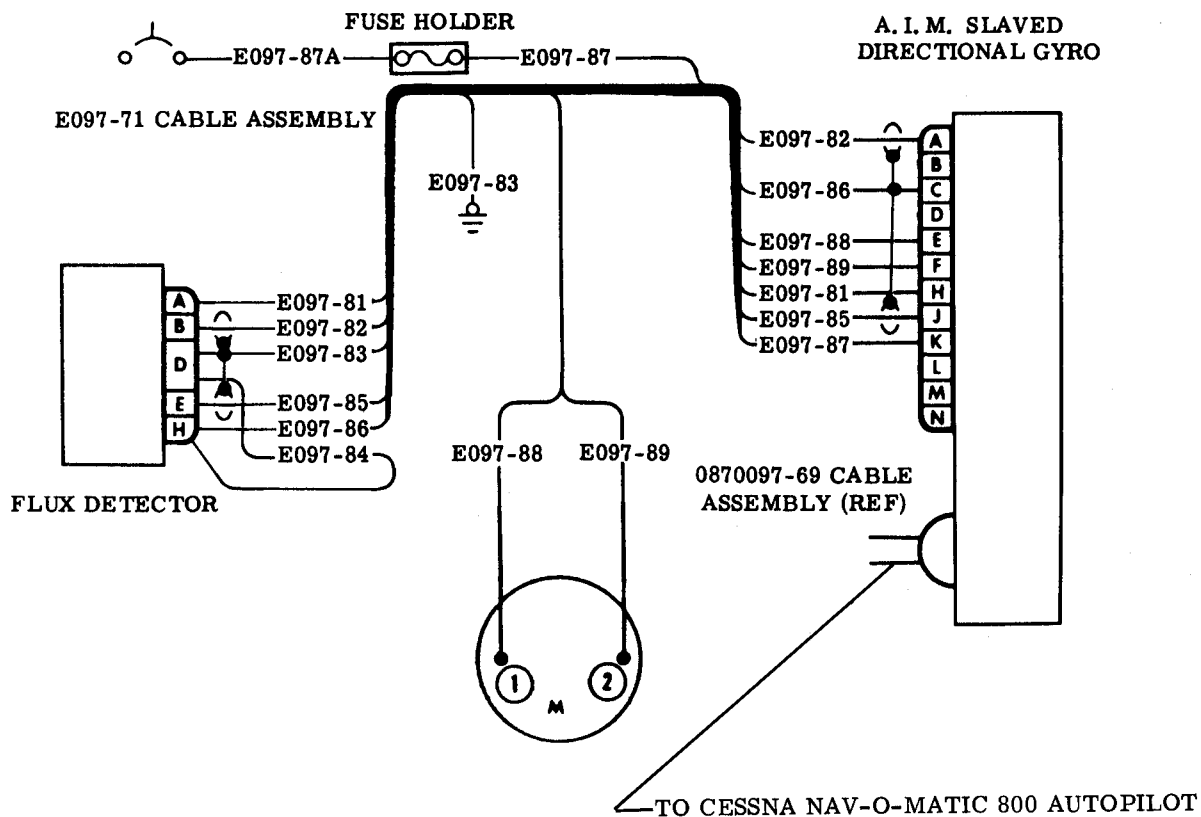 FUSE HOLDER
A. I. M. SLAVED
DIRECTIONAL GYRO
E097-87A
E097-87
E097-71 CABLE ASSEMBLY
E097-83
E097-82
E097-86
E097-88
E097-89
E097-81
E097-85
E097-87
A
B
C
D
E
F
H
J
K
L
M
N
A
B
D
E
H
E097-81
E097-82
E097-83
E097-85
E097-86
E097-84
FLUX DETECTOR
E097-88
E097-89
0870097-69 CABLE
ASSEMBLY (REF)
1
2
M
TO CESSNA NAV-O-MATIC 800 AUTOPILOT